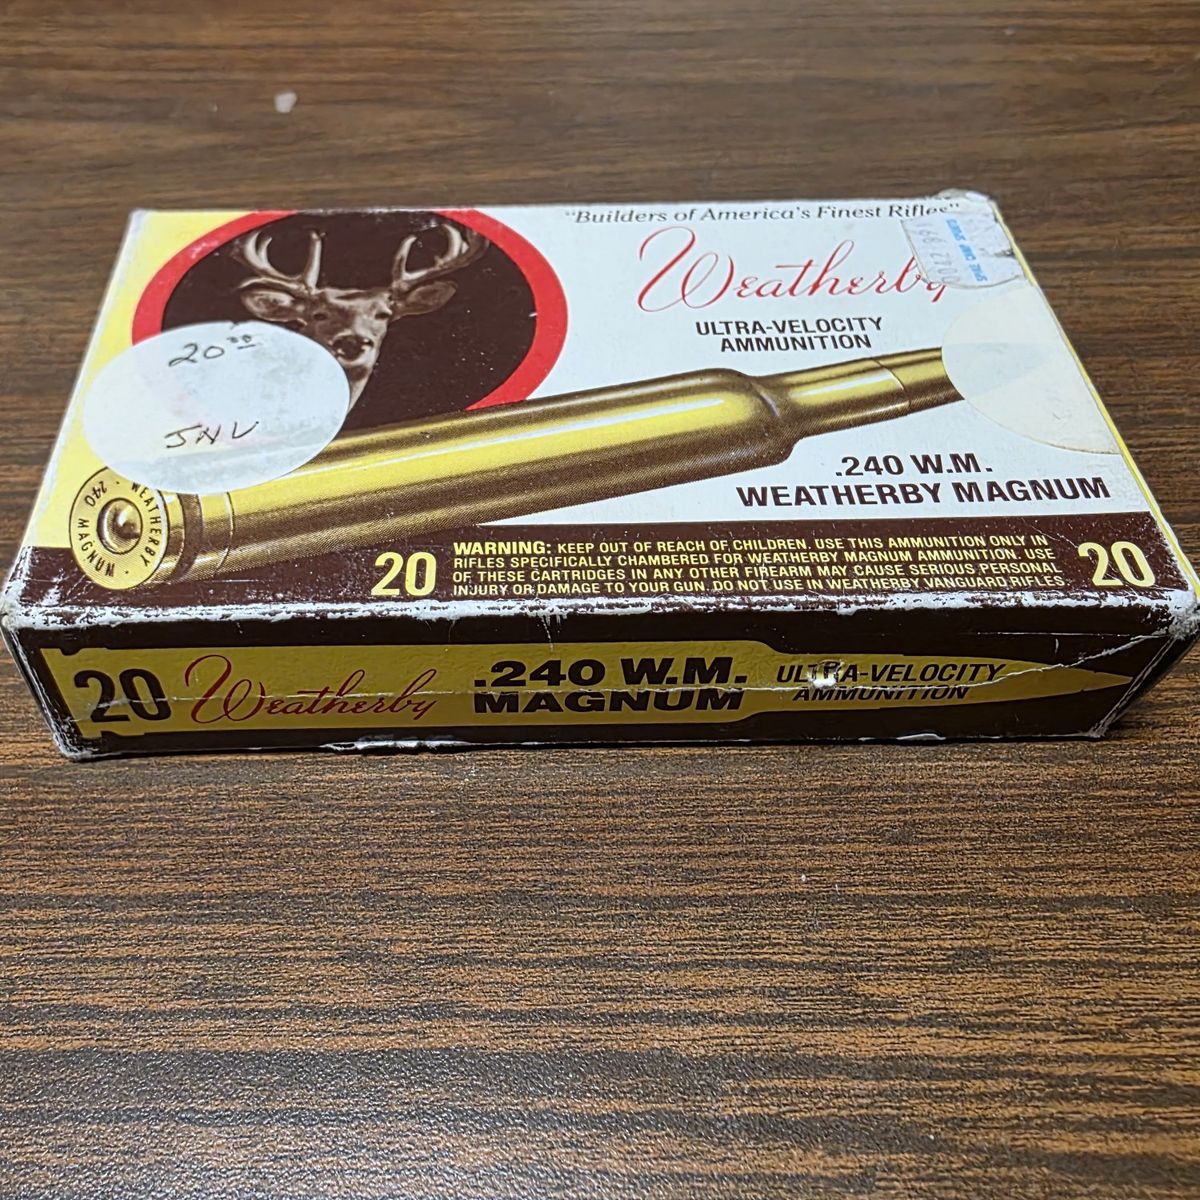 "Builders of America's Finest Rifles"
Weatherby
ULTRA-VELOCITY
AMMUNITION
20⁰⁰
JNV
.240 W.M.
WEATHERBY MAGNUM
WEATHERBY · MAGNUM · 240 ·
20
WARNING: KEEP OUT OF REACH OF CHILDREN. USE THIS AMMUNITION ONLY IN
RIFLES SPECIFICALLY CHAMBERED FOR WEATHERBY MAGNUM AMMUNITION. USE
OF THESE CARTRIDGES IN ANY OTHER FIREARM MAY CAUSE SERIOUS PERSONAL
INJURY OR DAMAGE TO YOUR GUN. DO NOT USE IN WEATHERBY VANGUARD RIFLES.
20
20 Weatherby .240 W.M. ULTRA-VELOCITY
MAGNUM AMMUNITION